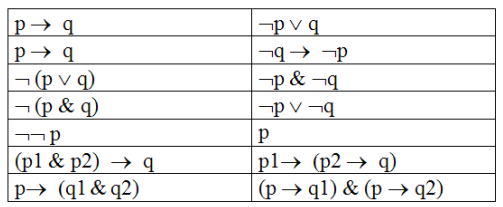 p → q ¬p ∨ q
p → q ¬q → ¬p
¬ (p ∨ q) ¬p & ¬q
¬ (p & q) ¬p ∨ ¬q
¬¬ p p
(p1 & p2) → q p1→ (p2 → q)
p→ (q1 & q2) (p → q1) & (p → q2)